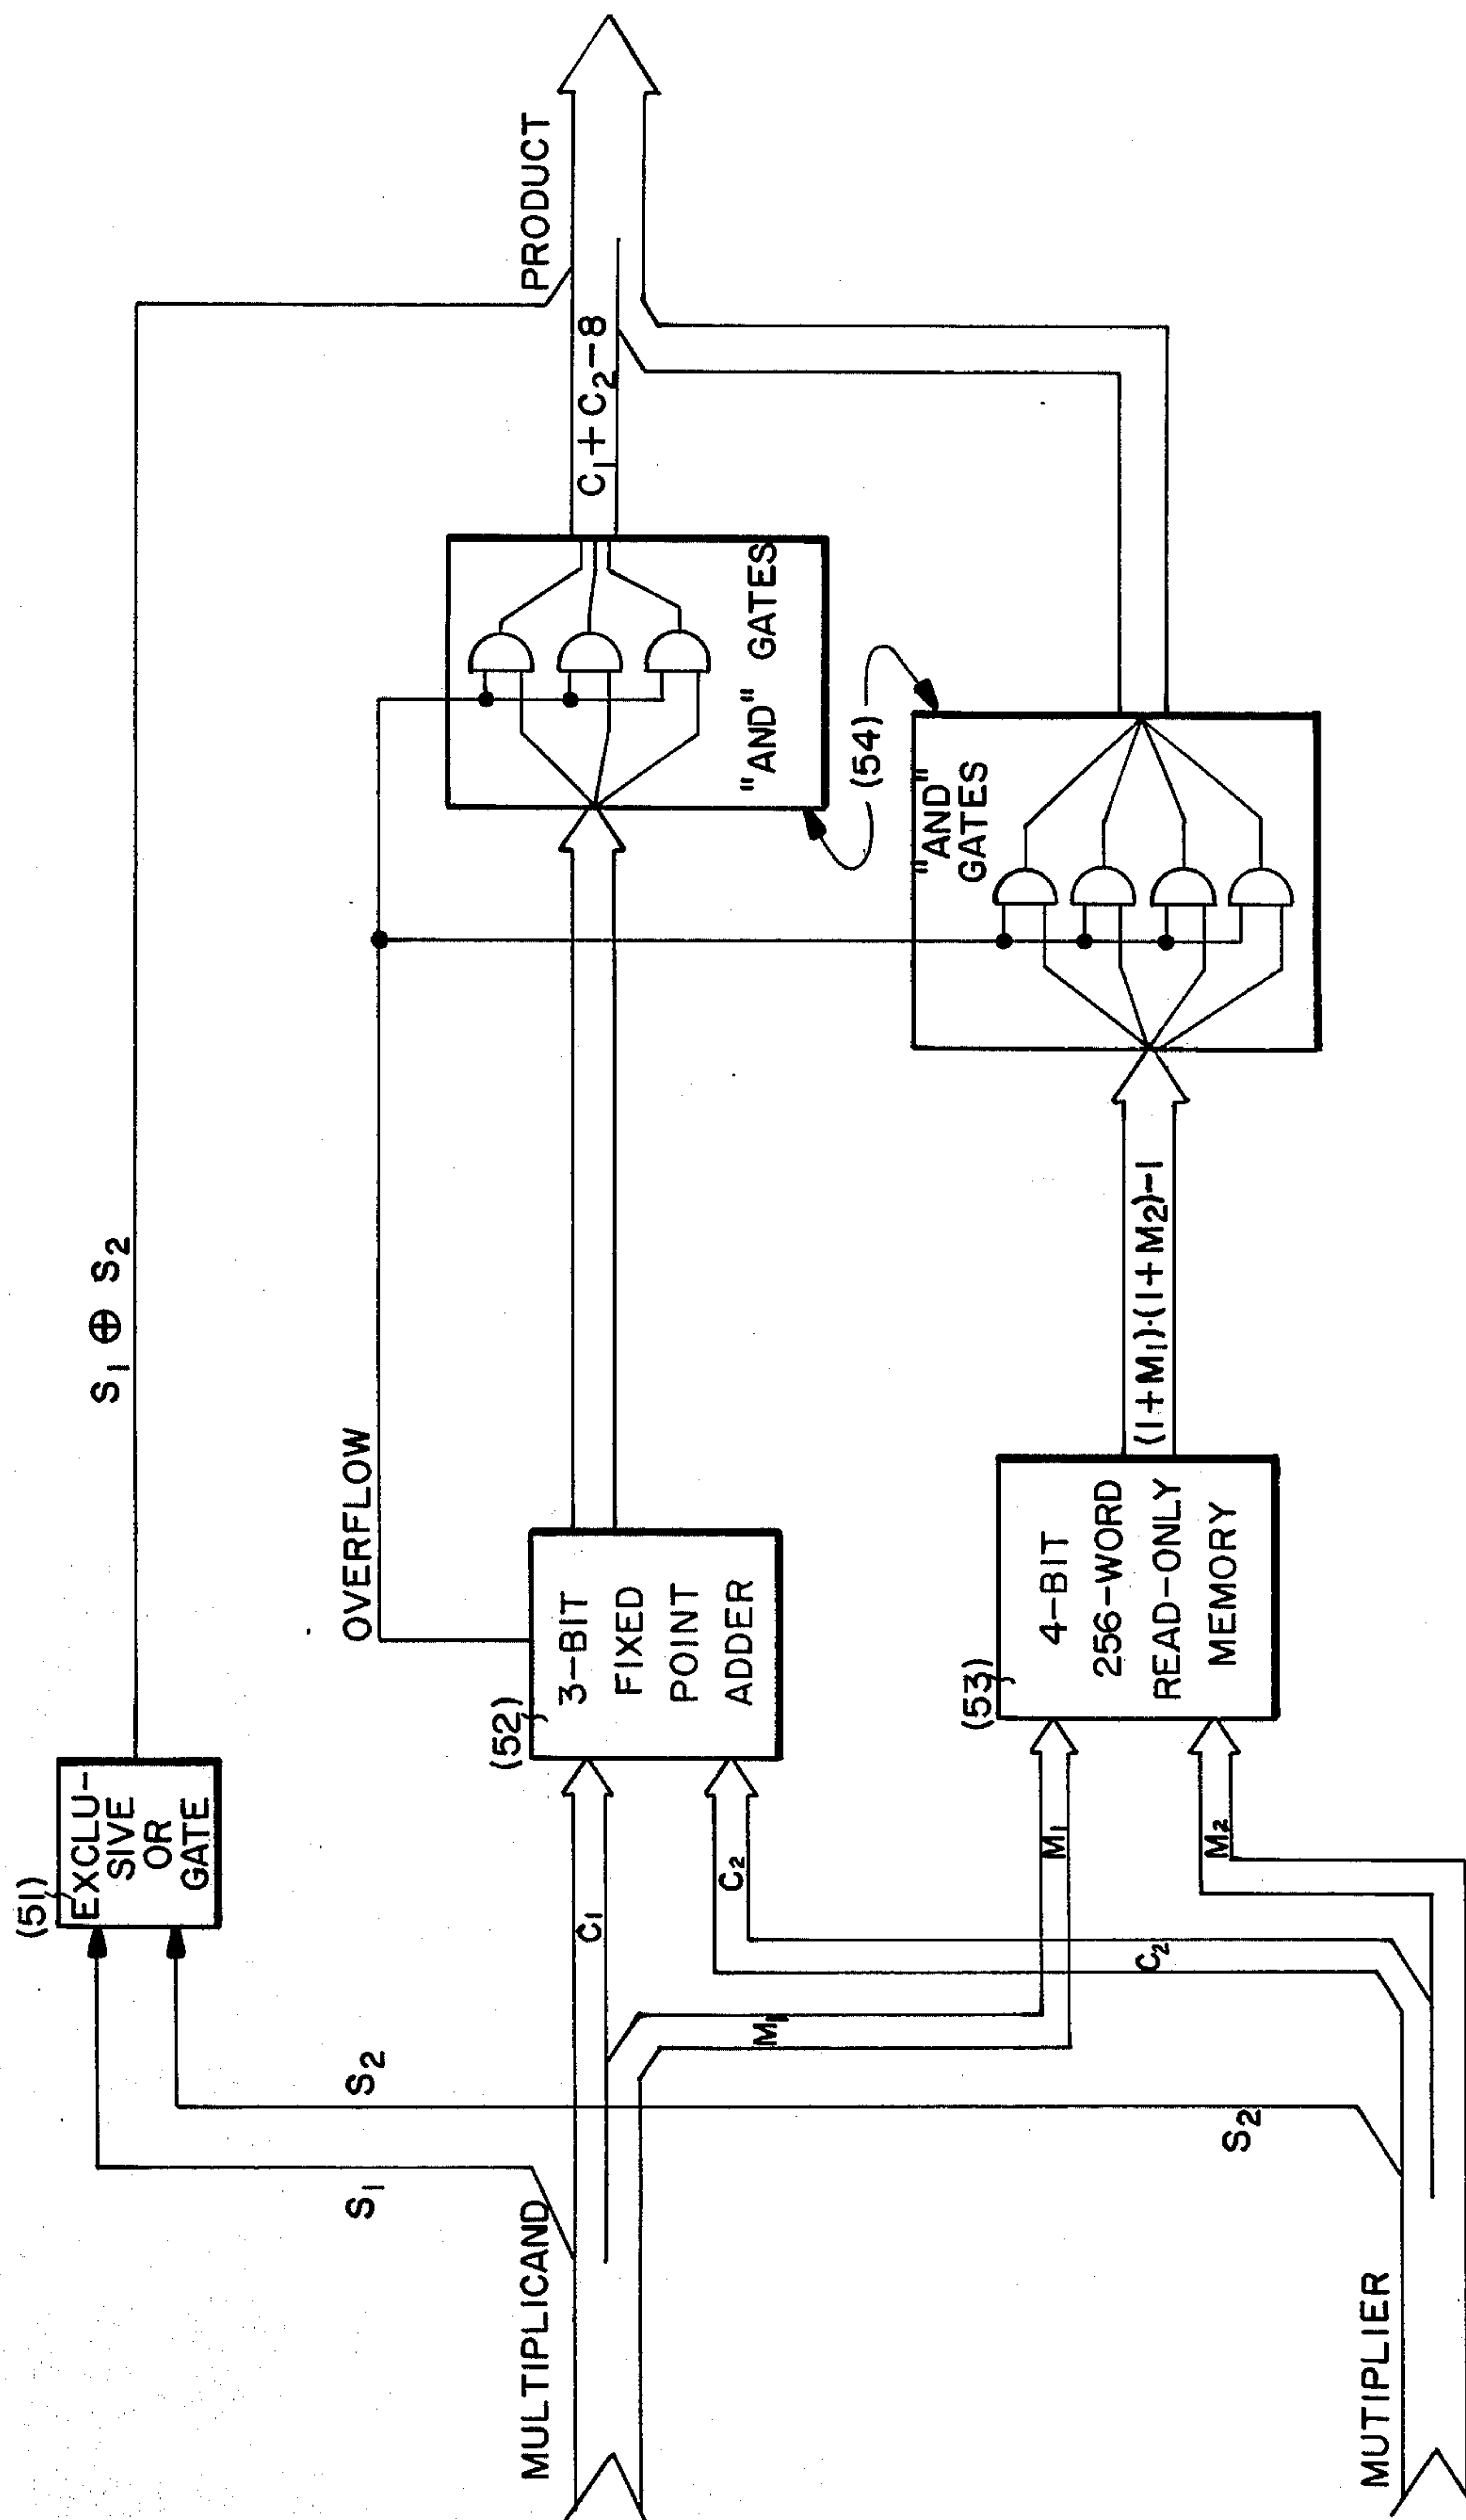 MULTIPLICAND
MUTIPLIER
S1
S2
S2
(51)
EXCLU-
SIVE
OR
GATE
S1 ⊕ S2
C1
C2
C2
M1
M1
M2
(52)
3-BIT
FIXED
POINT
ADDER
OVERFLOW
(53)
4-BIT
256-WORD
READ-ONLY
MEMORY
(1+M1)·(1+M2)-1
"AND" GATES
(54)
"AND"
GATES
C1+C2-8
PRODUCT